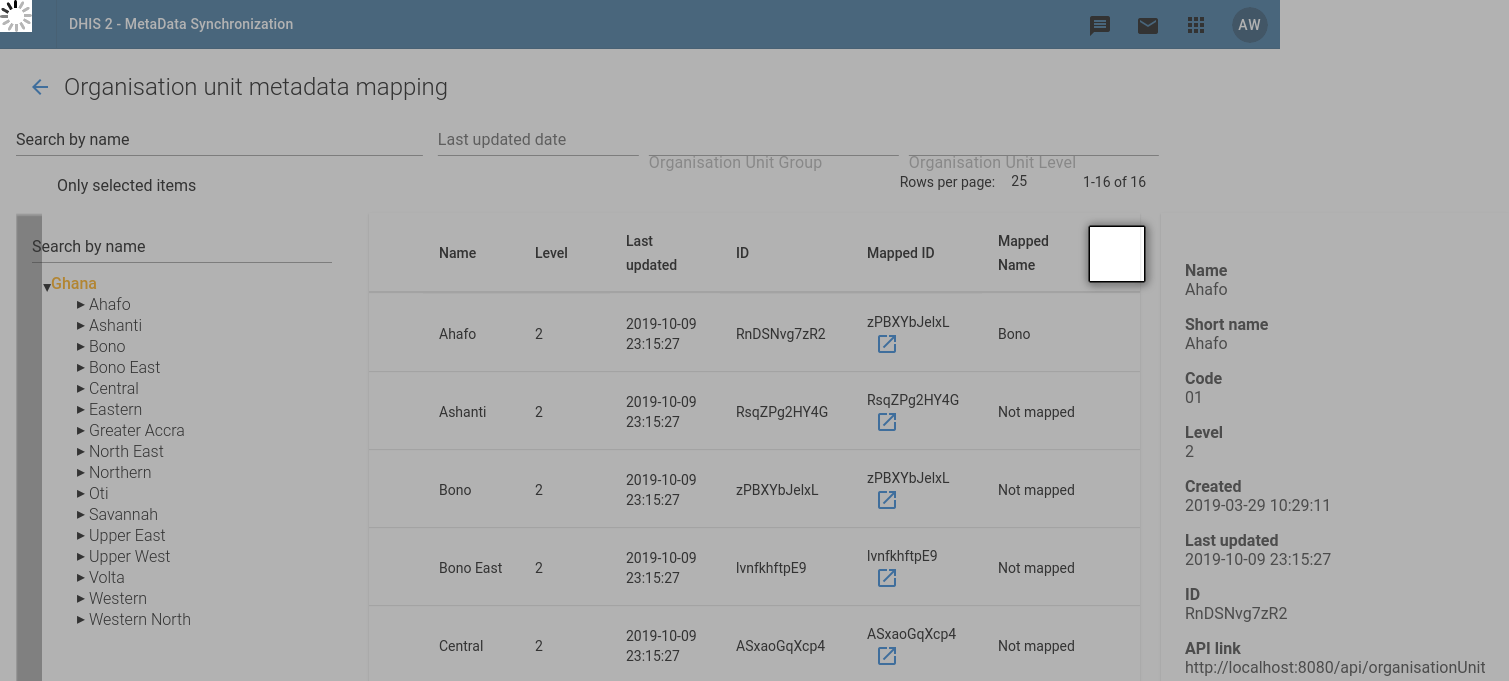 DHIS 2 - MetaData Synchronization
AW
Organisation unit metadata mapping
Search by name
Last updated date
Organisation Unit Group
Organisation Unit Level
Only selected items
Rows per page: 25 1-16 of 16
Search by name
Ghana
Ahafo
Ashanti
Bono
Bono East
Central
Eastern
Greater Accra
North East
Northern
Oti
Savannah
Upper East
Upper West
Volta
Western
Western North
Name Level Last updated ID Mapped ID Mapped Name
Ahafo 2 2019-10-09 23:15:27 RnDSNvg7zR2 zPBXYbJelxL Bono
Ashanti 2 2019-10-09 23:15:27 RsqZPg2HY4G RsqZPg2HY4G Not mapped
Bono 2 2019-10-09 23:15:27 zPBXYbJelxL zPBXYbJelxL Not mapped
Bono East 2 2019-10-09 23:15:27 lvnfkhftpE9 lvnfkhftpE9 Not mapped
Central 2 2019-10-09 23:15:27 ASxaoGqXcp4 ASxaoGqXcp4 Not mapped
Name
Ahafo
Short name
Ahafo
Code
01
Level
2
Created
2019-03-29 10:29:11
Last updated
2019-10-09 23:15:27
ID
RnDSNvg7zR2
API link
http://localhost:8080/api/organisationUnit